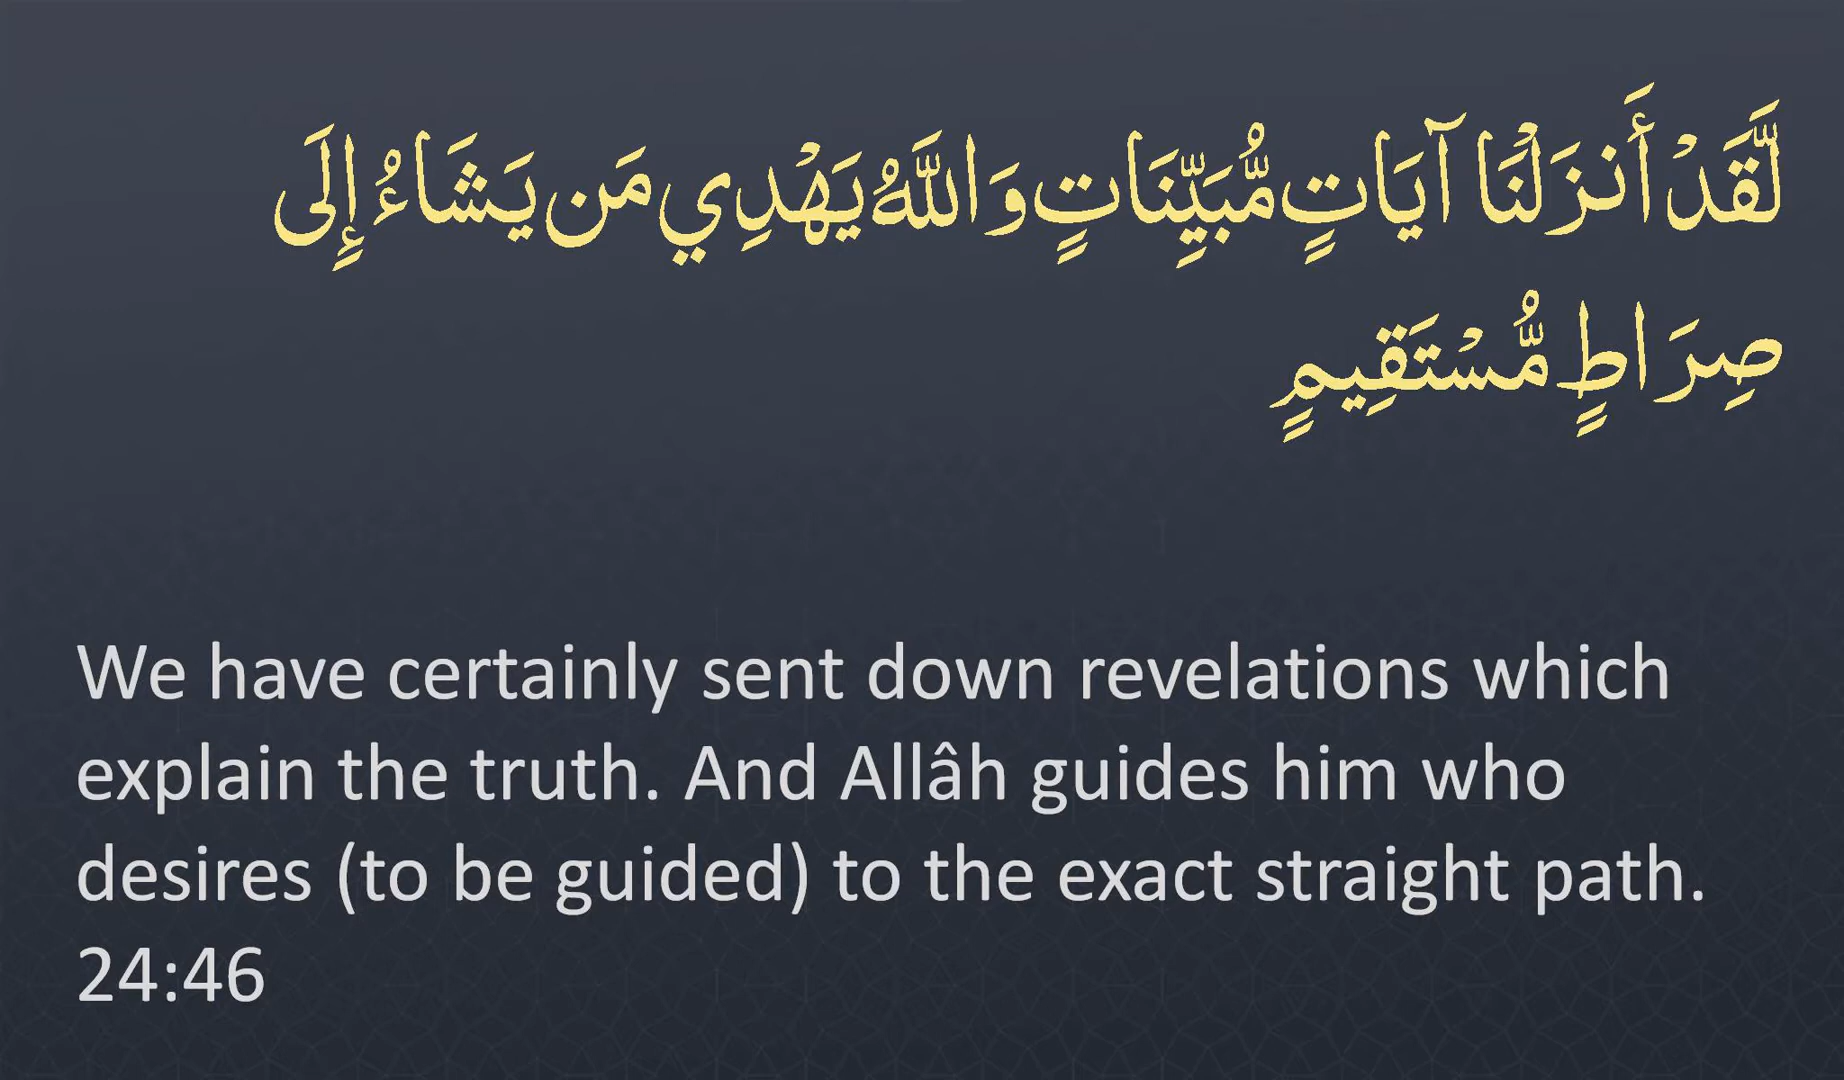 لَّقَدْ أَنزَلْنَا آيَاتٍ مُّبَيِّنَاتٍ وَاللَّهُ يَهْدِي مَن يَشَاءُ إِلَى
صِرَاطٍ مُّسْتَقِيمٍ
We have certainly sent down revelations which
explain the truth. And Allâh guides him who
desires (to be guided) to the exact straight path.
24:46